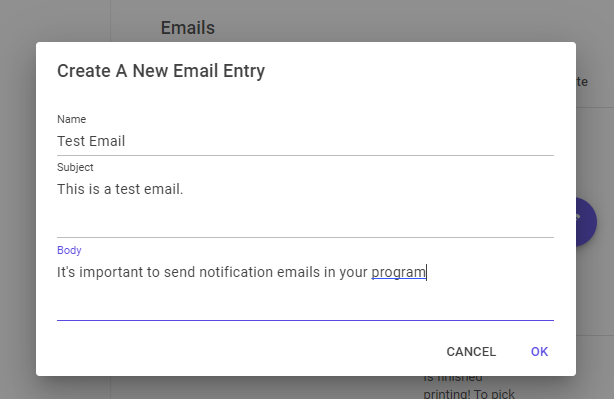 Emails
Create A New Email Entry
te
Name
Test Email
Subject
This is a test email.
Body
It's important to send notification emails in your program
CANCEL
OK
is finished
printing! To pick